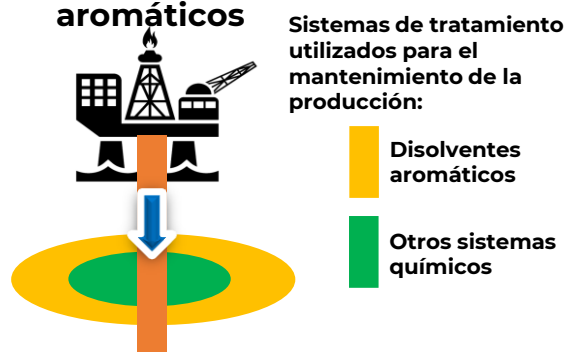 aromáticos
Sistemas de tratamiento
utilizados para el
mantenimiento de la
producción:
Disolventes
aromáticos
Otros sistemas
químicos